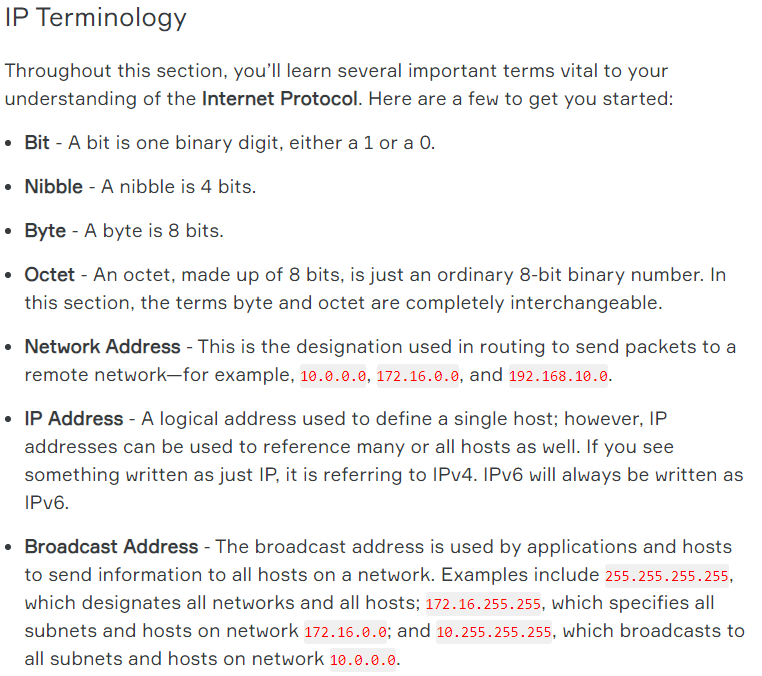 IP Terminology
Throughout this section, you’ll learn several important terms vital to your
understanding of the Internet Protocol. Here are a few to get you started:
• Bit - A bit is one binary digit, either a 1 or a 0.
• Nibble - A nibble is 4 bits.
• Byte - A byte is 8 bits.
• Octet - An octet, made up of 8 bits, is just an ordinary 8-bit binary number. In
this section, the terms byte and octet are completely interchangeable.
• Network Address - This is the designation used in routing to send packets to a
remote network—for example, 10.0.0.0, 172.16.0.0, and 192.168.10.0.
• IP Address - A logical address used to define a single host; however, IP
addresses can be used to reference many or all hosts as well. If you see
something written as just IP, it is referring to IPv4. IPv6 will always be written as
IPv6.
• Broadcast Address - The broadcast address is used by applications and hosts
to send information to all hosts on a network. Examples include 255.255.255.255,
which designates all networks and all hosts; 172.16.255.255, which specifies all
subnets and hosts on network 172.16.0.0; and 10.255.255.255, which broadcasts to
all subnets and hosts on network 10.0.0.0.